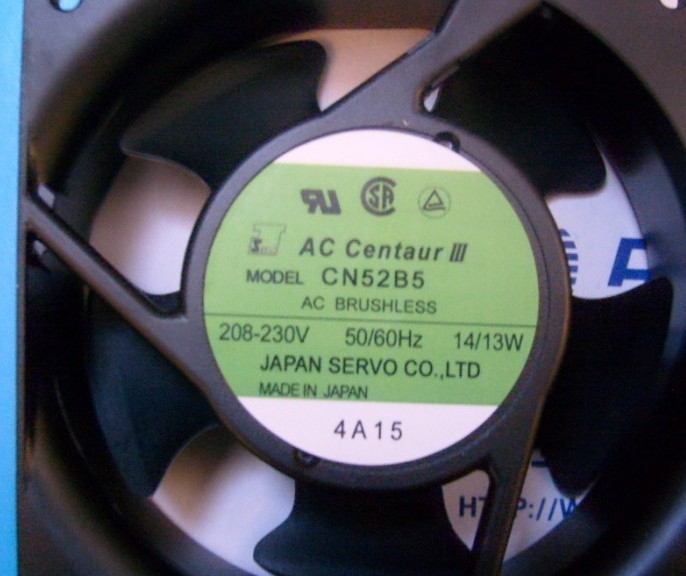 AC Centaur III
MODEL CN52B5
AC BRUSHLESS
208-230V 50/60Hz 14/13W
JAPAN SERVO CO.,LTD
MADE IN JAPAN
4A15